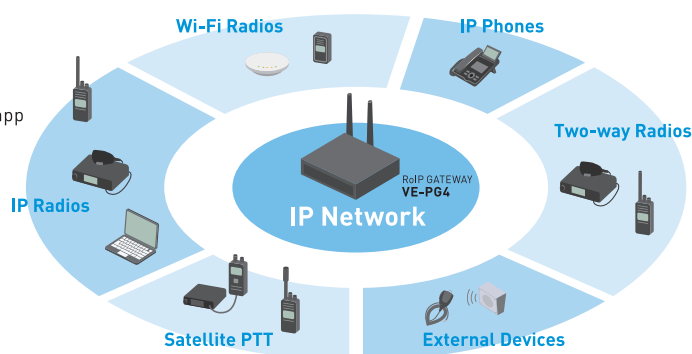 Wi-Fi Radios
IP Phones
app
Two-way Radios
RoIP GATEWAY
VE-PG4
IP Radios
IP Network
Satellite PTT
External Devices